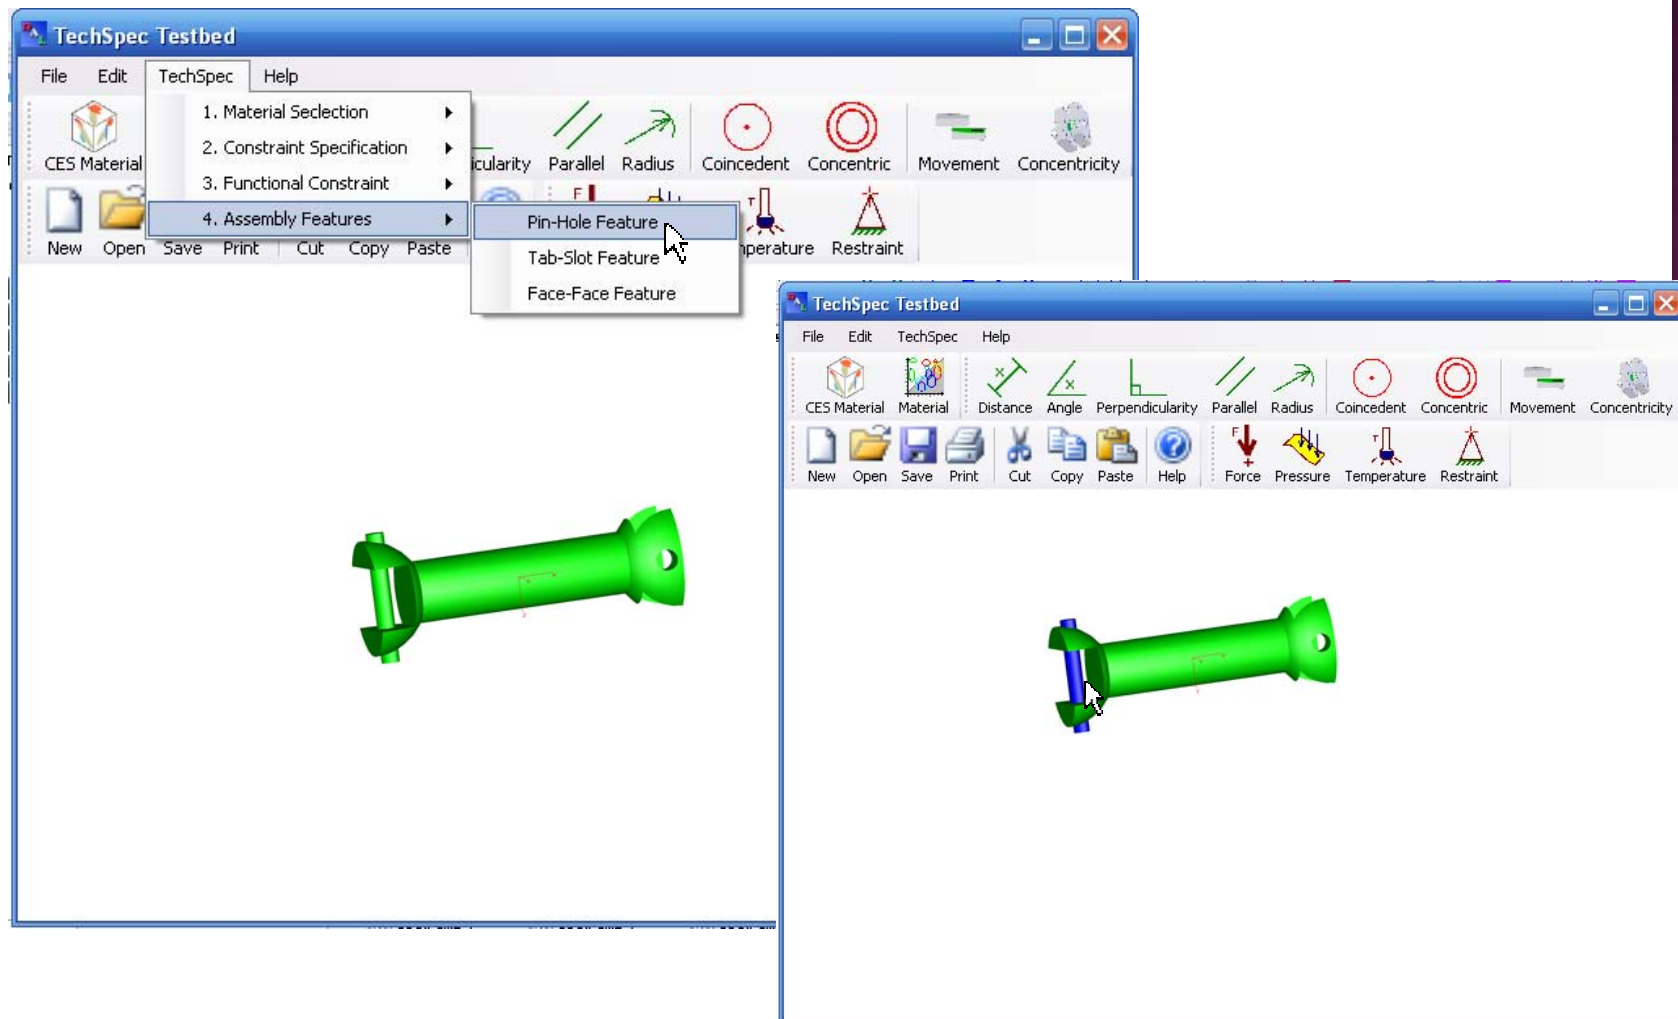 TechSpec Testbed
File Edit TechSpec Help
1. Material Seclection
2. Constraint Specification
3. Functional Constraint
4. Assembly Features
Pin-Hole Feature
Tab-Slot Feature
Face-Face Feature
CES Material icularity Parallel Radius Coincedent Concentric Movement Concentricity
F T
New Open Save Print Cut Copy Paste perature Restraint
TechSpec Testbed
File Edit TechSpec Help
x x
CES Material Material Distance Angle Perpendicularity Parallel Radius Coincedent Concentric Movement Concentricity
F T
New Open Save Print Cut Copy Paste Help Force Pressure Temperature Restraint